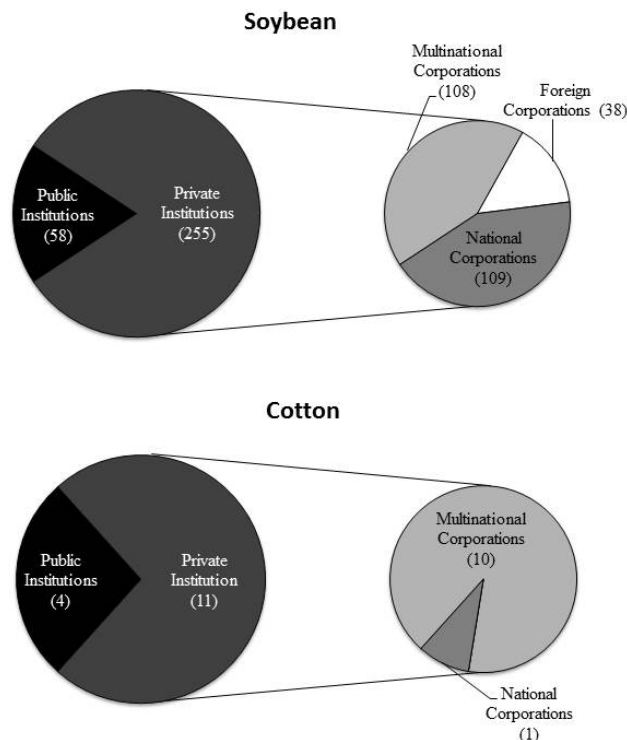 Soybean
Multinational
Corporations
(108)
Foreign
Corporations (38)
Public
Institutions
(58)
Private
Institutions
(255)
National
Corporations
(109)
Cotton
Multinational
Corporations
(10)
Public
Institutions
(4)
Private
Institution
(11)
National
Corporations
(1)